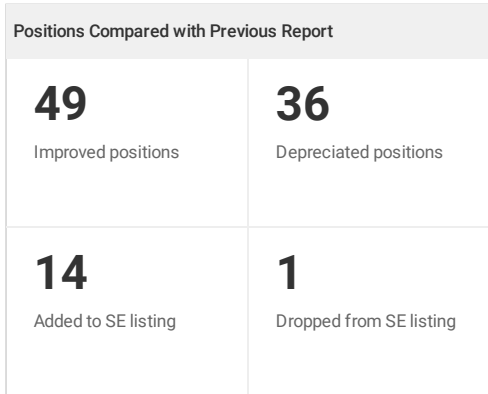 Positions Compared with Previous Report
49
Improved positions
36
Depreciated positions
14
Added to SE listing
1
Dropped from SE listing